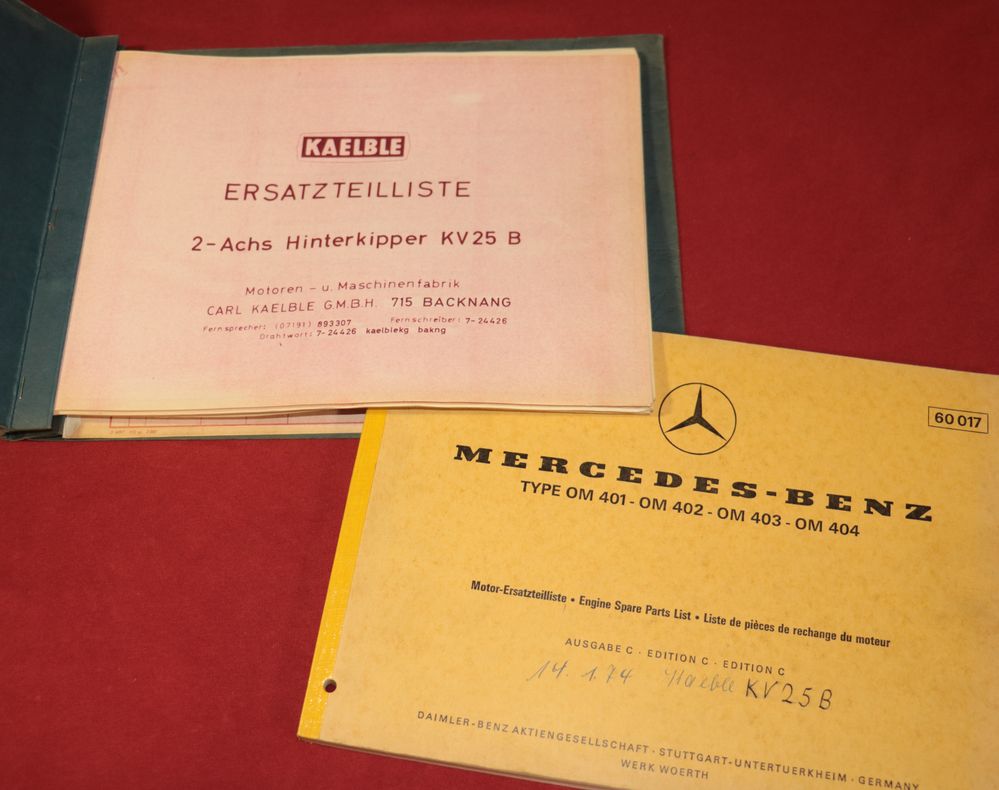 KAELBLE
ERSATZTEILLISTE
2-Achs Hinterkipper KV25 B
Motoren - u. Maschinenfabrik
CARL KAELBLE G.M.B.H. 715 BACKNANG
Fernsprecher: (07191) 893307 Fernschreiber: 7-24426
Drahtwort: 7-24426 kaelblekg bakng
60 017
MERCEDES-BENZ
TYPE OM 401 - OM 402 - OM 403 - OM 404
Motor-Ersatzteilliste • Engine Spare Parts List • Liste de pièces de rechange du moteur
AUSGABE C · EDITION C · EDITION C
14. 1.74 Kaelble KV25B
DAIMLER-BENZ AKTIENGESELLSCHAFT · STUTTGART-UNTERTUERKHEIM · GERMANY
WERK WOERTH